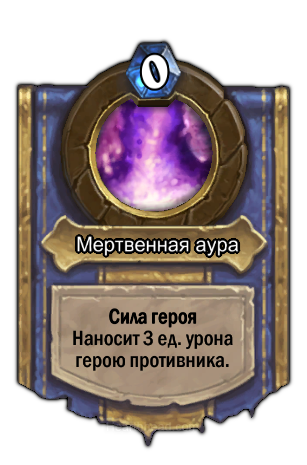 0
Мертвенная аура
Сила героя
Наносит 3 ед. урона
герою противника.